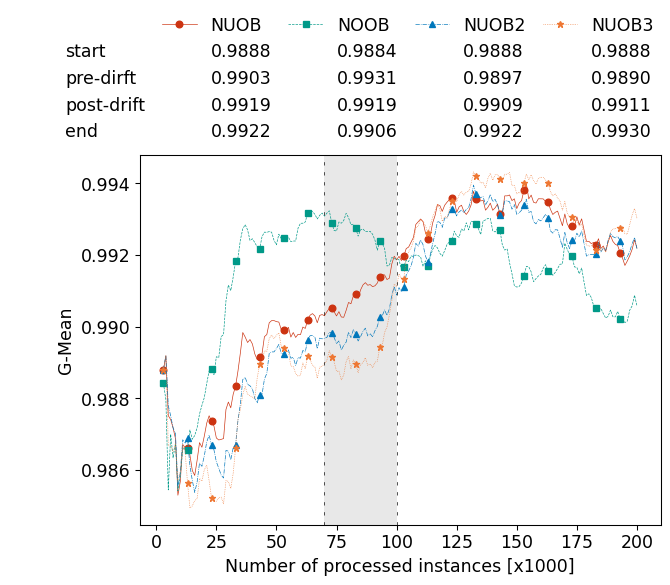 NUOB NOOB NUOB2 NUOB3
start 0.9888 0.9884 0.9888 0.9888
pre-dirft 0.9903 0.9931 0.9897 0.9890
post-drift 0.9919 0.9919 0.9909 0.9911
end 0.9922 0.9906 0.9922 0.9930
0.994
0.992
0.990
0.988
0.986
G-Mean
0 25 50 75 100 125 150 175 200
Number of processed instances [x1000]